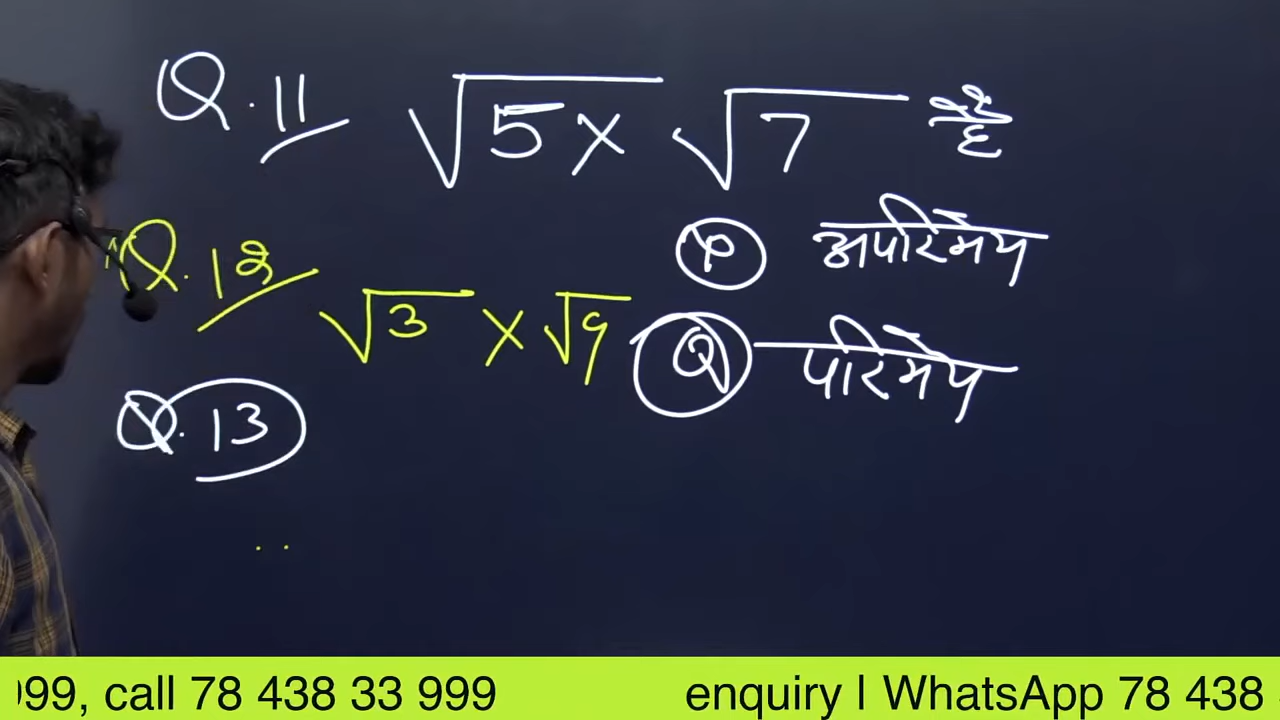 Q.11 √5 × √7 है
P अपरिमेय
Q.12 √3 × √9
Q परिमेय
Q.13
99, call 78 438 33 999 enquiry I WhatsApp 78 438